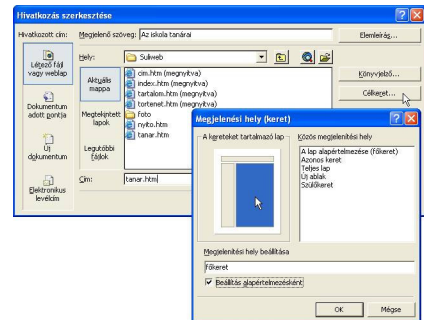 Hivatkozás szerkesztése
Hivatkozott cím:
Megjelenő szöveg: Az iskola tanárai
Elemleírás...
Létező fájl vagy weblap
Hely:
Suliweb
Könyvjelző...
Aktuális mappa
cim.htm (megnyitva)
index.htm (megnyitva)
tartalom.htm (megnyitva)
tortenet.htm (megnyitva)
foto
nyito.htm
tanar.htm
Célkeret...
Dokumentum adott pontja
Megtekintett lapok
Új dokumentum
Legutóbbi fájlok
Elektronikus levélcím
Cím:
tanar.htm
Megjelenési hely (keret)
A kereteket tartalmazó lap
Közös megjelenítési hely
A lap alapértelmezése (főkeret)
Azonos keret
Teljes lap
Új ablak
Szülőkeret
Megjelenítési hely beállítása
főkeret
Beállítás alapértelmezésként
OK
Mégse